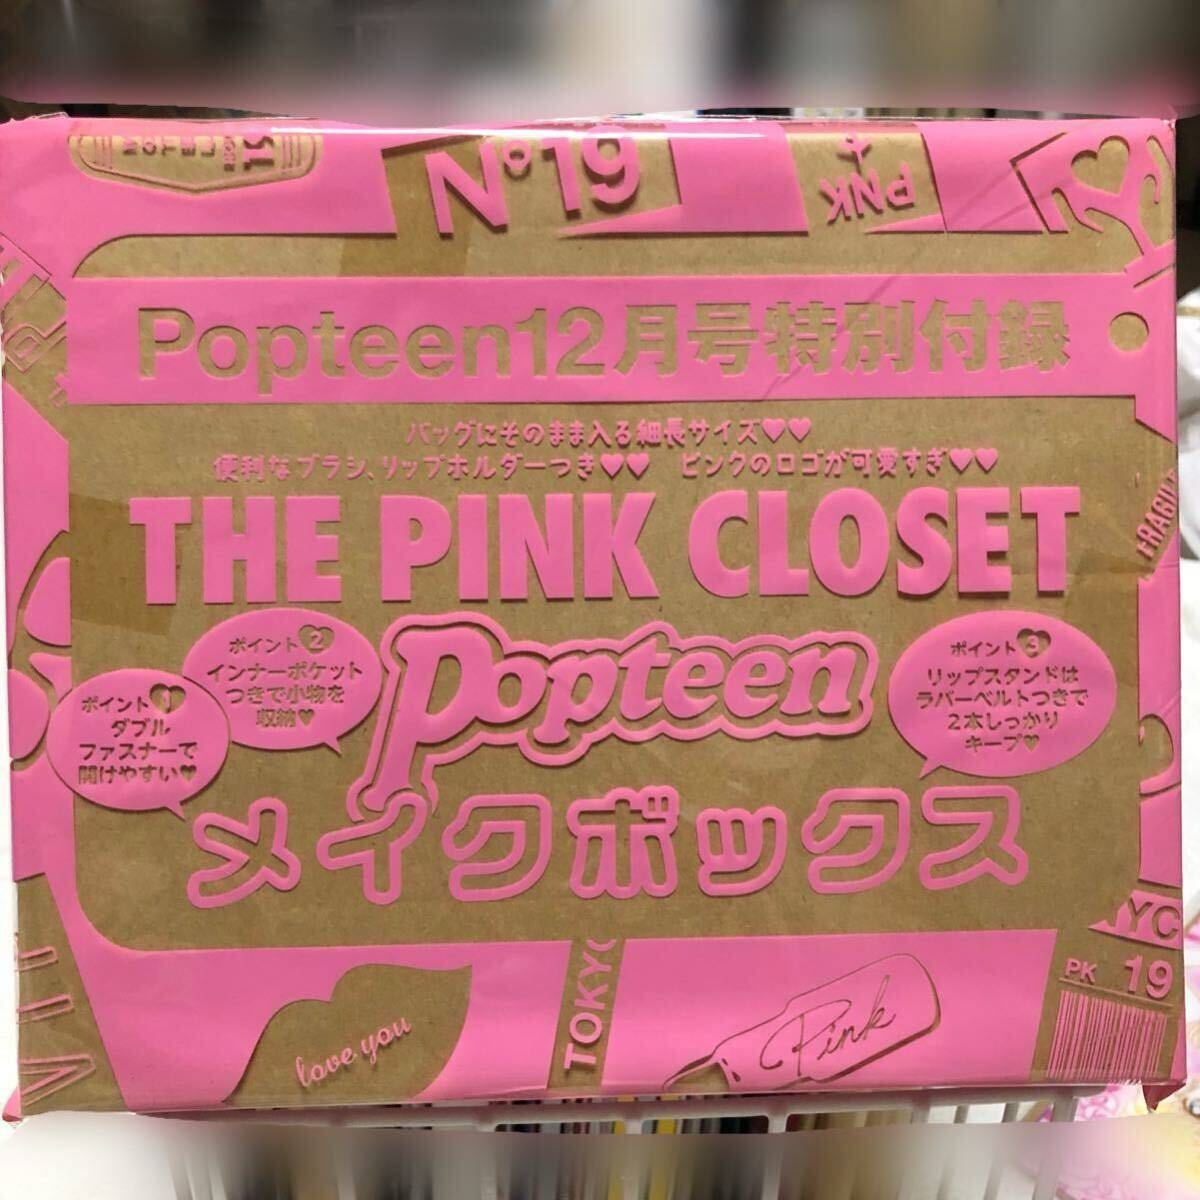 N°19
PNK
Popteen12月号特別付録
バッグにそのまま入る細長サイズ♥♥
便利なブラシ、リップホルダーつき♥♥ ピンクのロゴが可愛すぎ♥♥
THE PINK CLOSET
ポイント1
ダブル
ファスナーで
開けやすい♥
ポイント2
インナーポケット
つきで小物を
収納♥
Popteen
ポイント3
リップスタンドは
ラバーベルトつきで
2本しっかり
キープ♥
メイクボックス
FRAGIL
love you
TOKYO
Pink
YC
PK 19